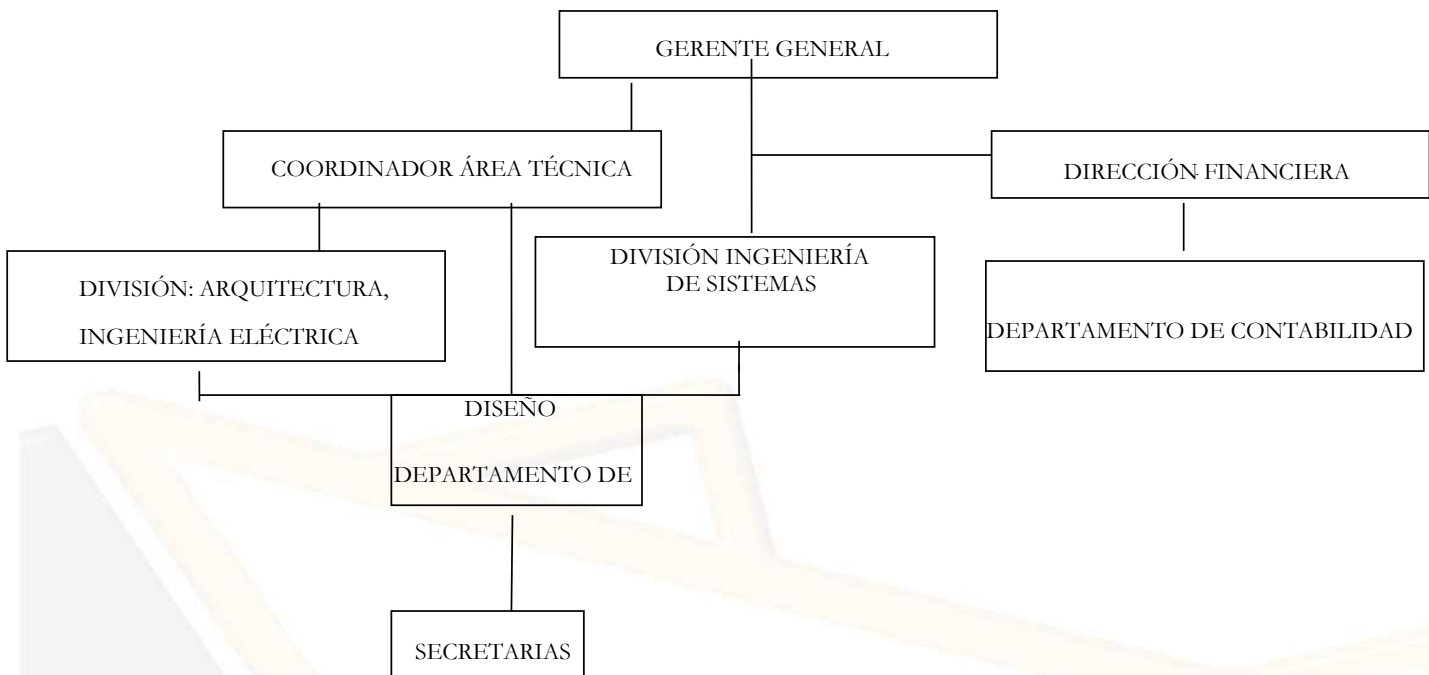 GERENTE GENERAL
COORDINADOR ÁREA TÉCNICA
DIRECCIÓN FINANCIERA
DIVISIÓN: ARQUITECTURA,
INGENIERÍA ELÉCTRICA
DIVISIÓN INGENIERÍA
DE SISTEMAS
DEPARTAMENTO DE CONTABILIDAD
DISEÑO
DEPARTAMENTO DE
SECRETARIAS